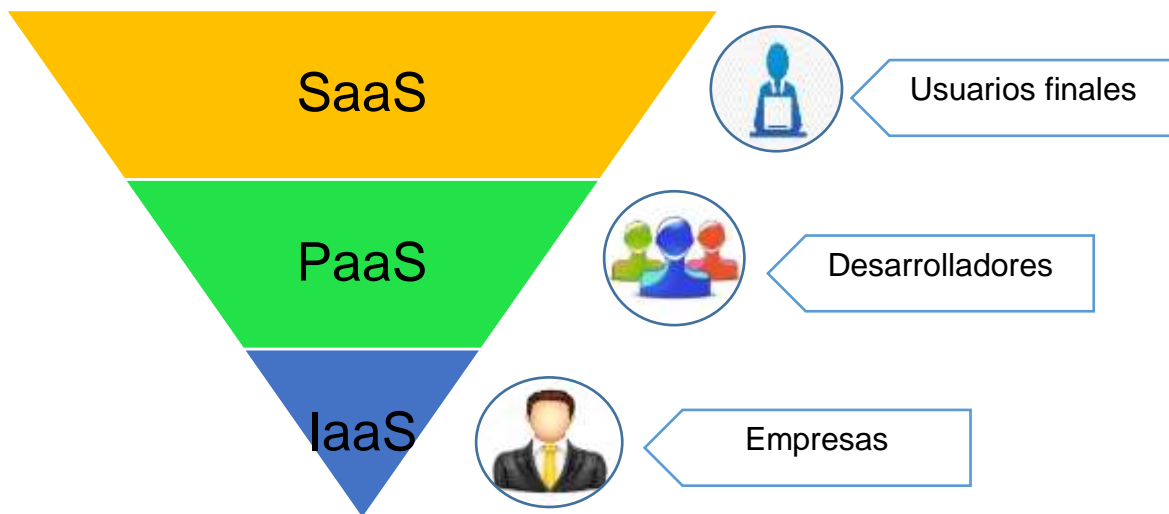 SaaS
Usuarios finales
PaaS
Desarrolladores
IaaS
Empresas